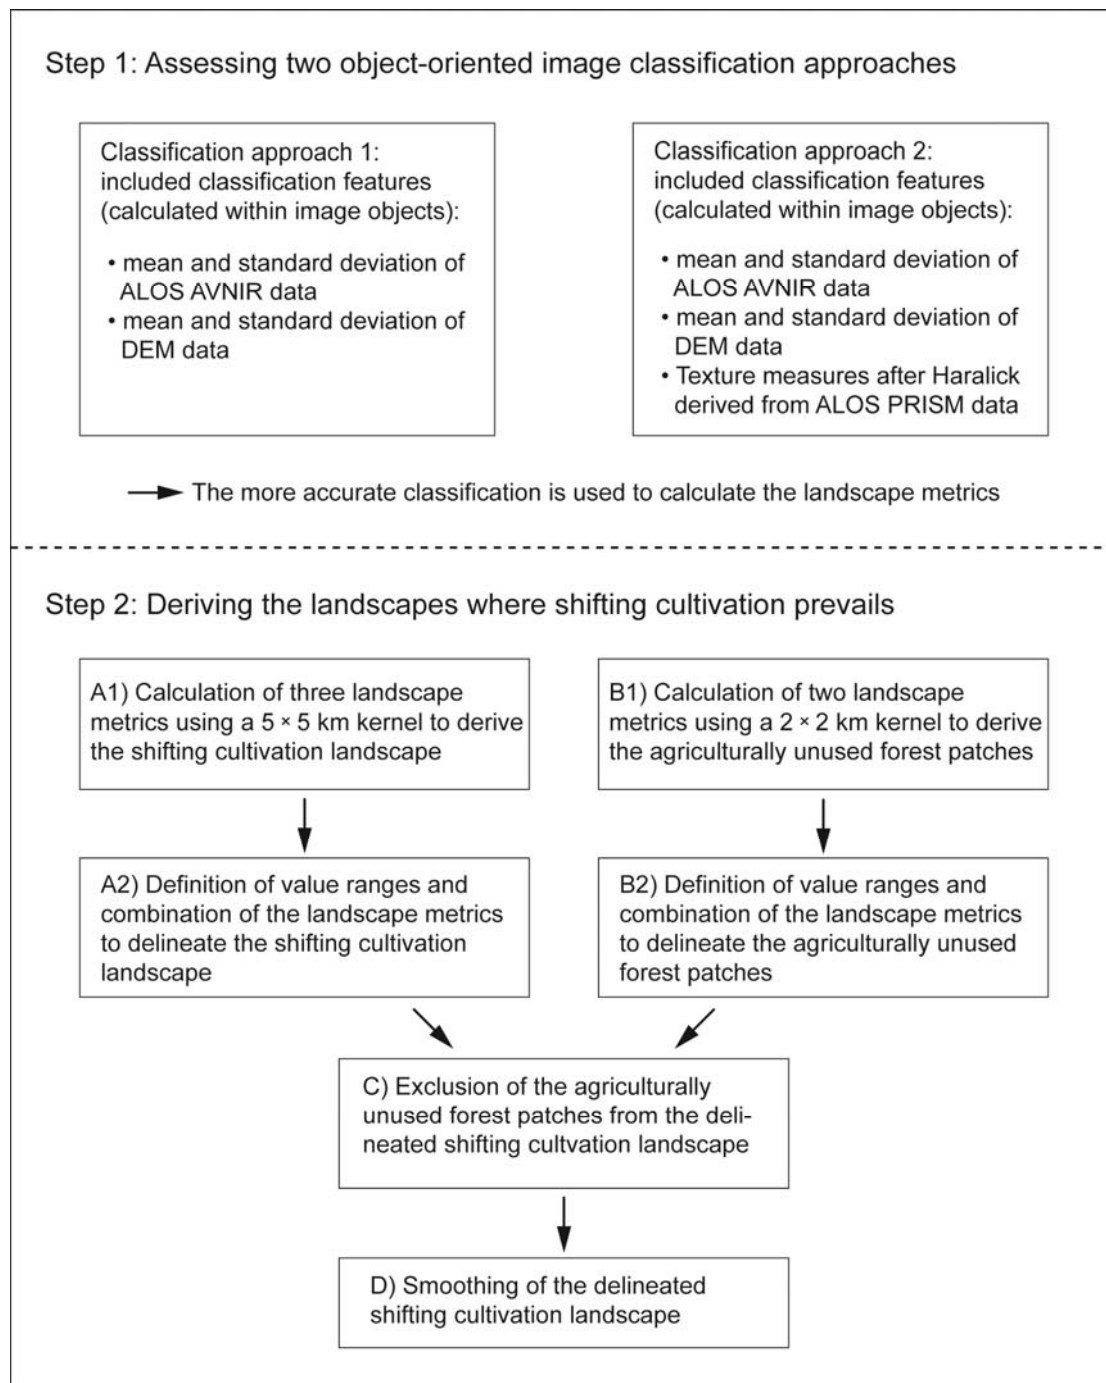 Step 1: Assessing two object-oriented image classification approaches
Classification approach 1:
included classification features
(calculated within image objects):
• mean and standard deviation of
ALOS AVNIR data
• mean and standard deviation of
DEM data
Classification approach 2:
included classification features
(calculated within image objects):
• mean and standard deviation of
ALOS AVNIR data
• mean and standard deviation of
DEM data
• Texture measures after Haralick
derived from ALOS PRISM data
The more accurate classification is used to calculate the landscape metrics
Step 2: Deriving the landscapes where shifting cultivation prevails
A1) Calculation of three landscape
metrics using a 5 × 5 km kernel to derive
the shifting cultivation landscape
B1) Calculation of two landscape
metrics using a 2 × 2 km kernel to derive
the agriculturally unused forest patches
A2) Definition of value ranges and
combination of the landscape metrics
to delineate the shifting cultivation
landscape
B2) Definition of value ranges and
combination of the landscape metrics
to delineate the agriculturally unused
forest patches
C) Exclusion of the agriculturally
unused forest patches from the deli-
neated shifting cultvation landscape
D) Smoothing of the delineated
shifting cultivation landscape